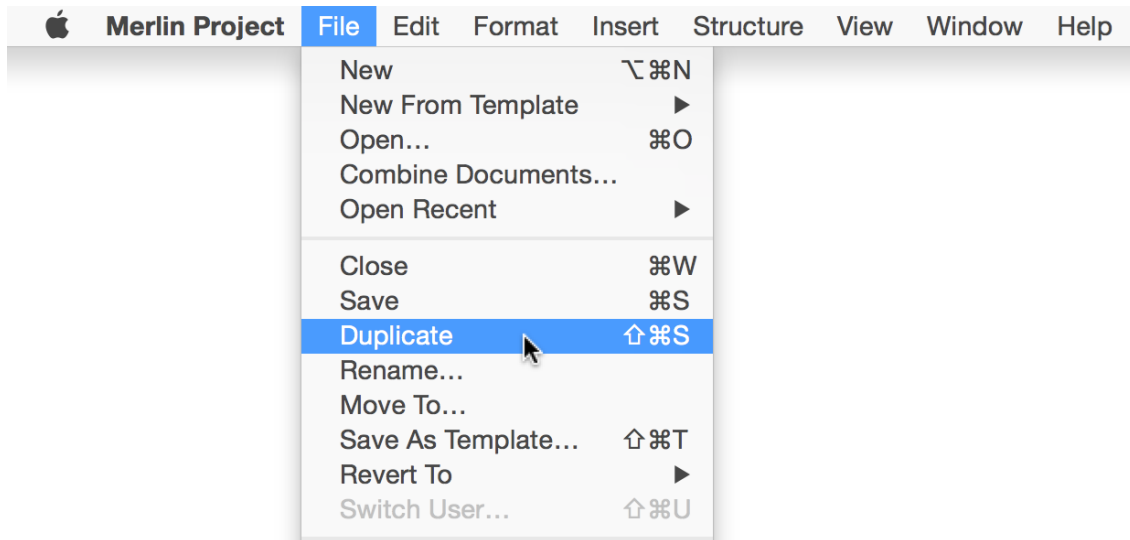 Merlin Project File Edit Format Insert Structure View Window Help
New ⌥⌘N
New From Template ▶
Open… ⌘O
Combine Documents…
Open Recent ▶
Close ⌘W
Save ⌘S
Duplicate ⇧⌘S
Rename…
Move To…
Save As Template… ⇧⌘T
Revert To ▶
Switch User… ⇧⌘U